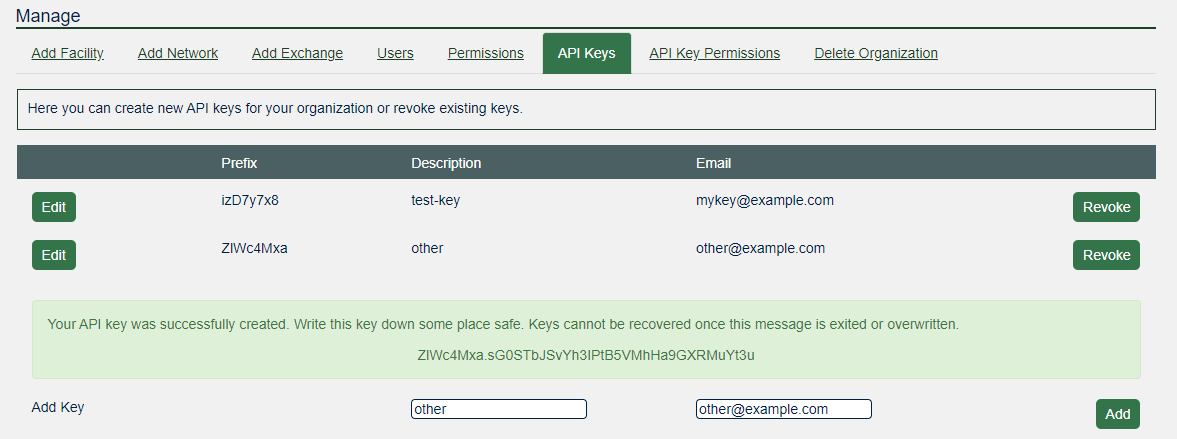 Manage
Add Facility Add Network Add Exchange Users Permissions API Keys API Key Permissions Delete Organization
Here you can create new API keys for your organization or revoke existing keys.
Prefix Description Email
Edit izD7y7x8 test-key mykey@example.com Revoke
Edit ZlWc4Mxa other other@example.com Revoke
Your API key was successfully created. Write this key down some place safe. Keys cannot be recovered once this message is exited or overwritten.
ZlWc4Mxa.sG0STbJSvYh3IPtB5VMhHa9GXRMuYt3u
Add Key other other@example.com Add